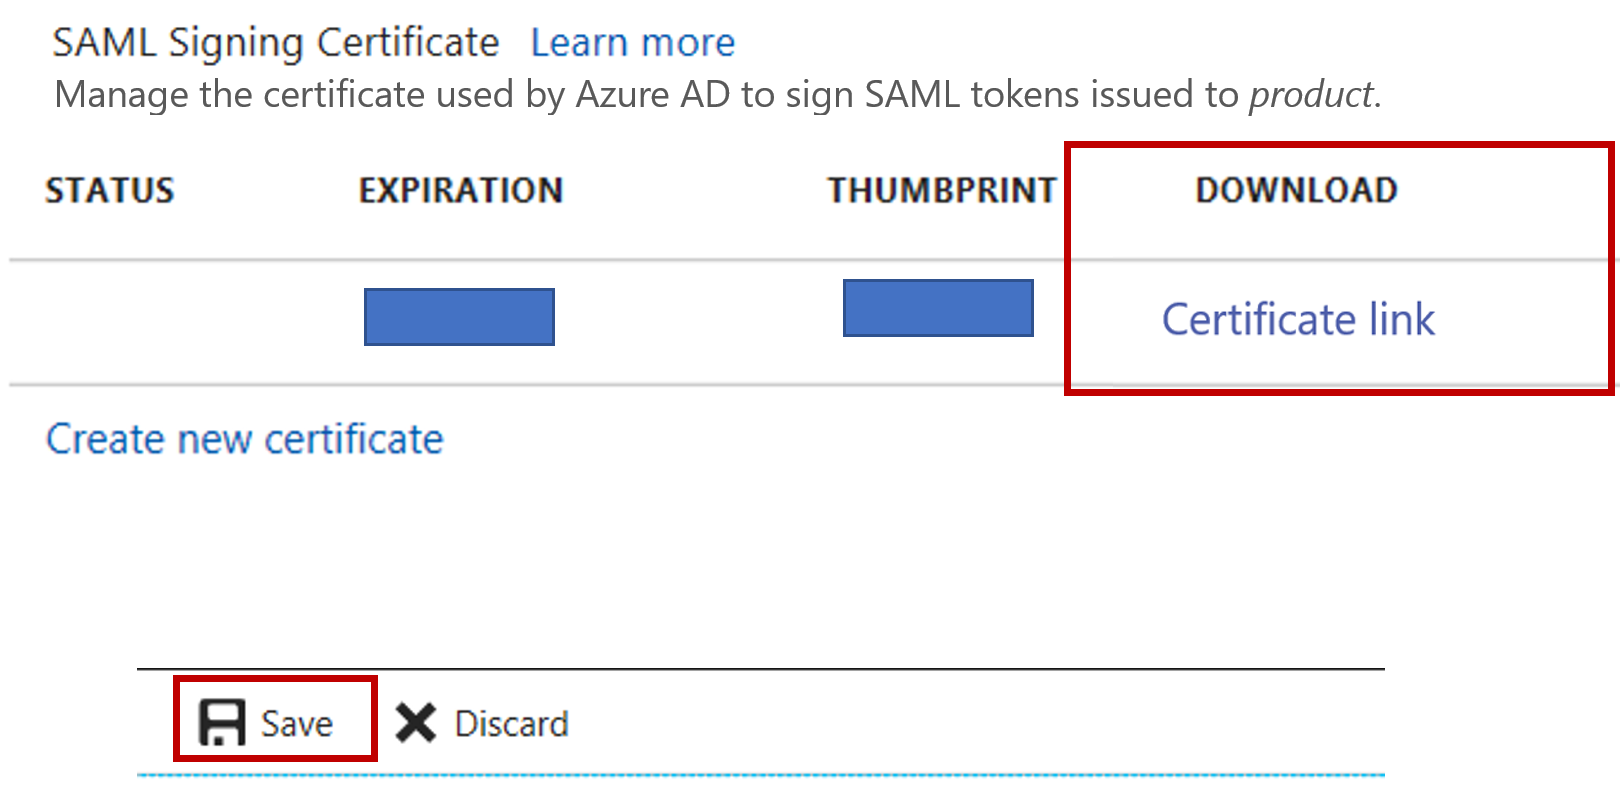 SAML Signing Certificate Learn more
Manage the certificate used by Azure AD to sign SAML tokens issued to product.
STATUS EXPIRATION THUMBPRINT DOWNLOAD
Certificate link
Create new certificate
Save Discard